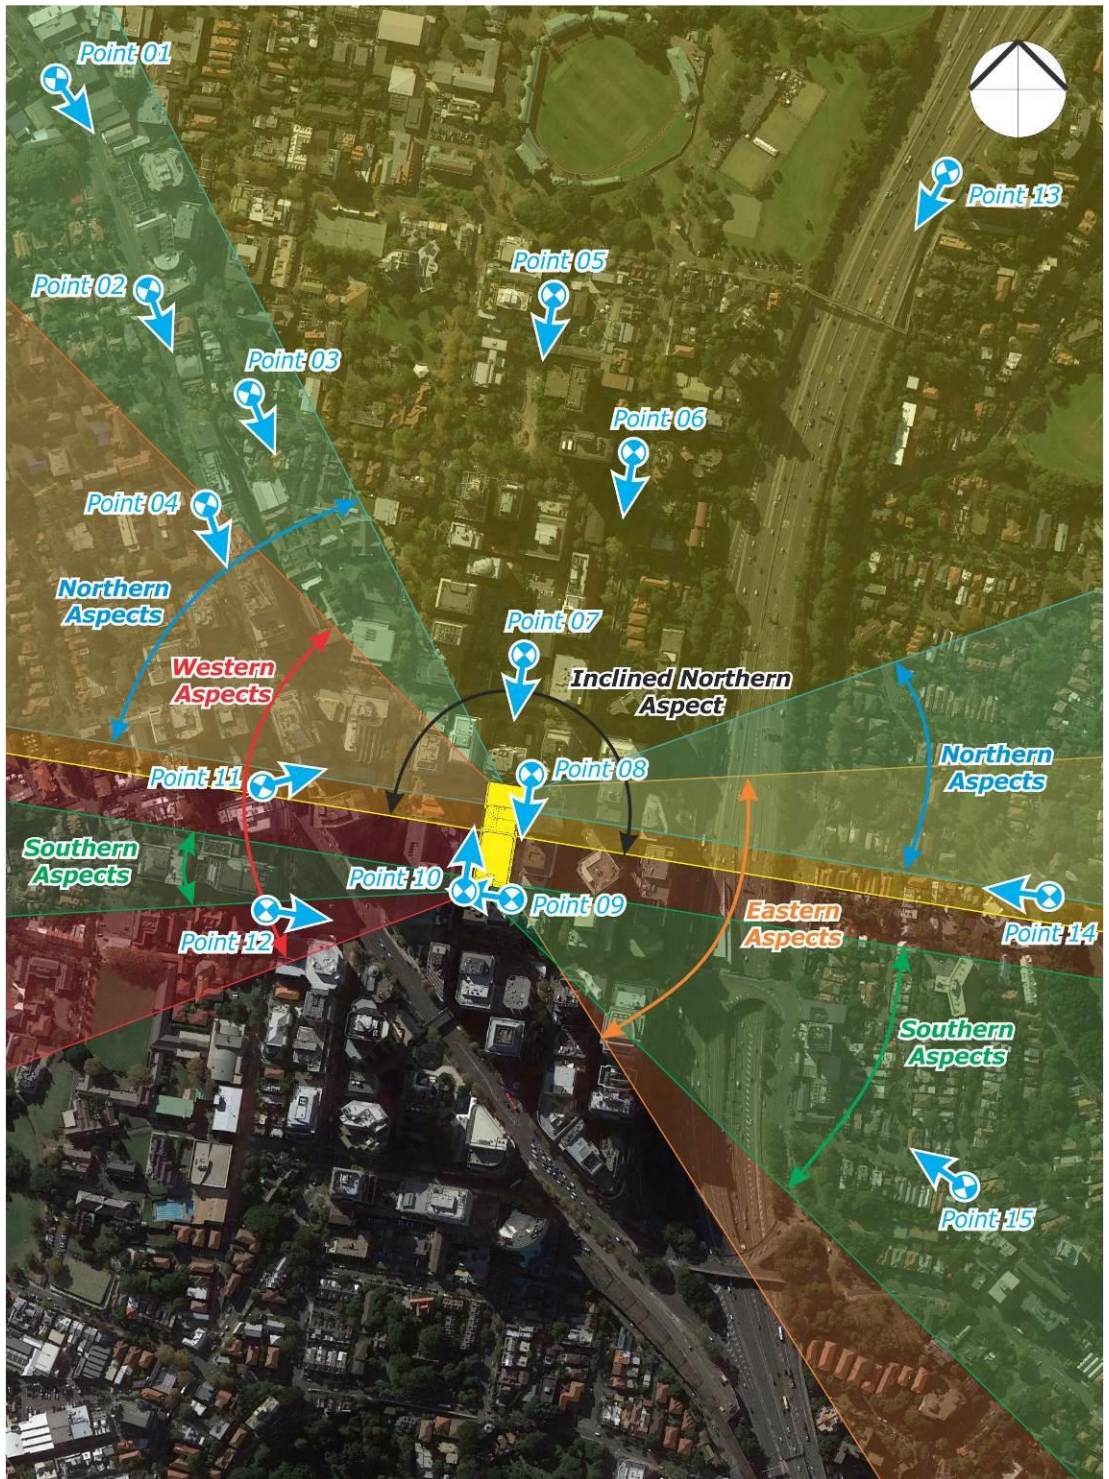 Point 01
Point 13
Point 05
Point 02
Point 03
Point 06
Point 04
Northern
Aspects
Point 07
Western
Aspects
Inclined Northern
Aspect
Point 08
Point 11
Northern
Aspects
Southern
Aspects
Point 10
Point 09
Eastern
Aspects
Point 12
Point 14
Southern
Aspects
Point 15